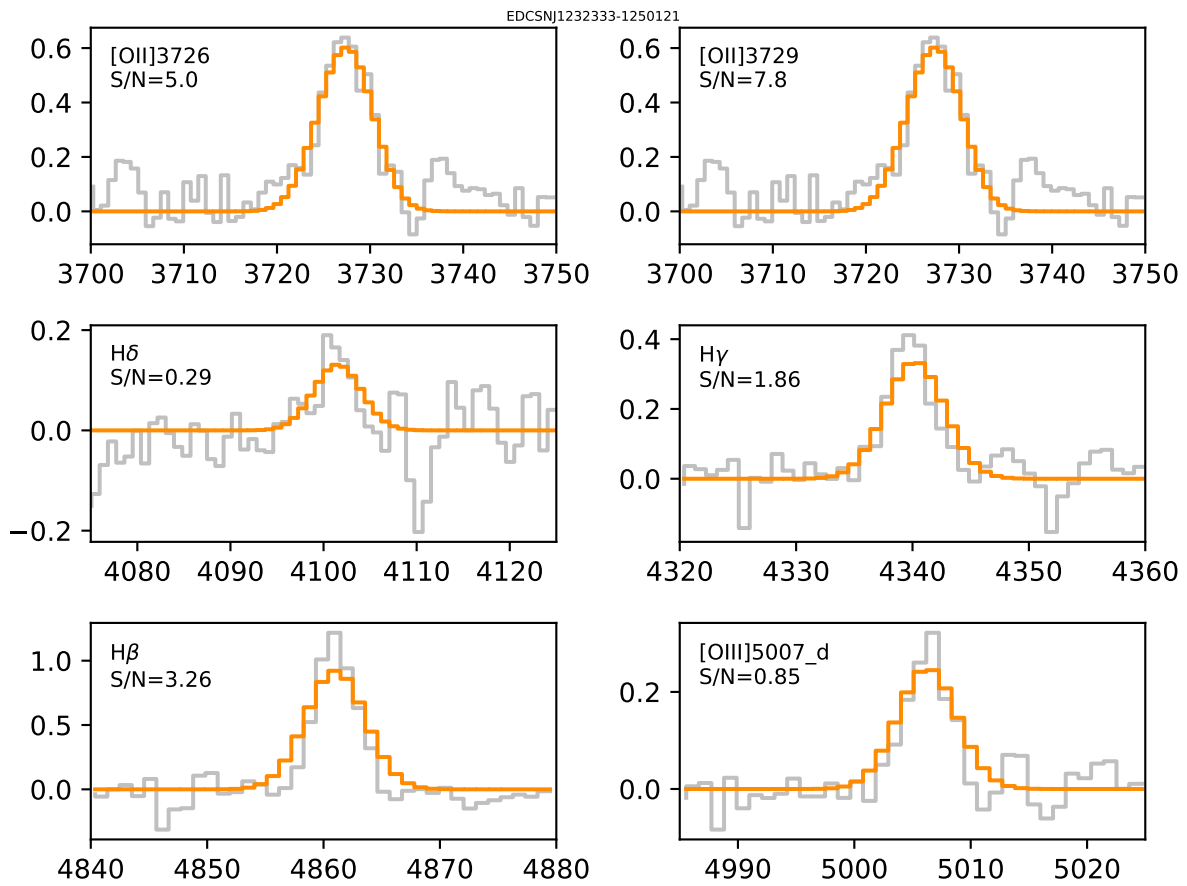 EDCSNJ1232333-1250121
[OII]3726
S/N=5.0
0.6
0.4
0.2
0.0
3700 3710 3720 3730 3740 3750
[OII]3729
S/N=7.8
0.6
0.4
0.2
0.0
3700 3710 3720 3730 3740 3750
Hδ
S/N=0.29
0.2
0.0
−0.2
4080 4090 4100 4110 4120
Hγ
S/N=1.86
0.4
0.2
0.0
4320 4330 4340 4350 4360
Hβ
S/N=3.26
1.0
0.5
0.0
4840 4850 4860 4870 4880
[OIII]5007_d
S/N=0.85
0.2
0.0
4990 5000 5010 5020